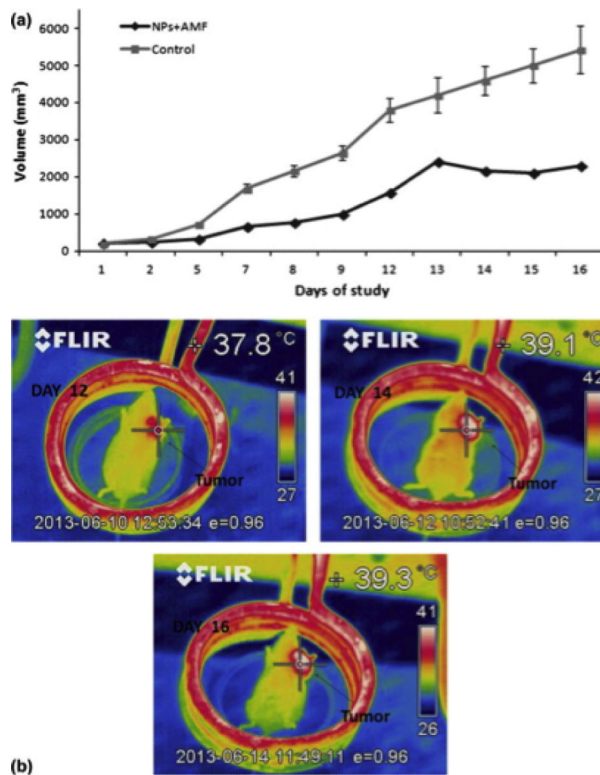 (a)
NPs+AMF
Control
Volume (mm³)
6000
5000
4000
3000
2000
1000
0
1 2 5 7 8 9 12 13 14 15 16
Days of study
FLIR 37.8 °C
DAY 12
41
27
Tumor
2013-06-10 12:53:34 e=0.96
FLIR 39.1 °C
DAY 14
42
27
Tumor
2013-06-12 10:52:41 e=0.96
FLIR 39.3 °C
DAY 16
41
26
Tumor
2013-06-14 11:49:11 e=0.96
(b)